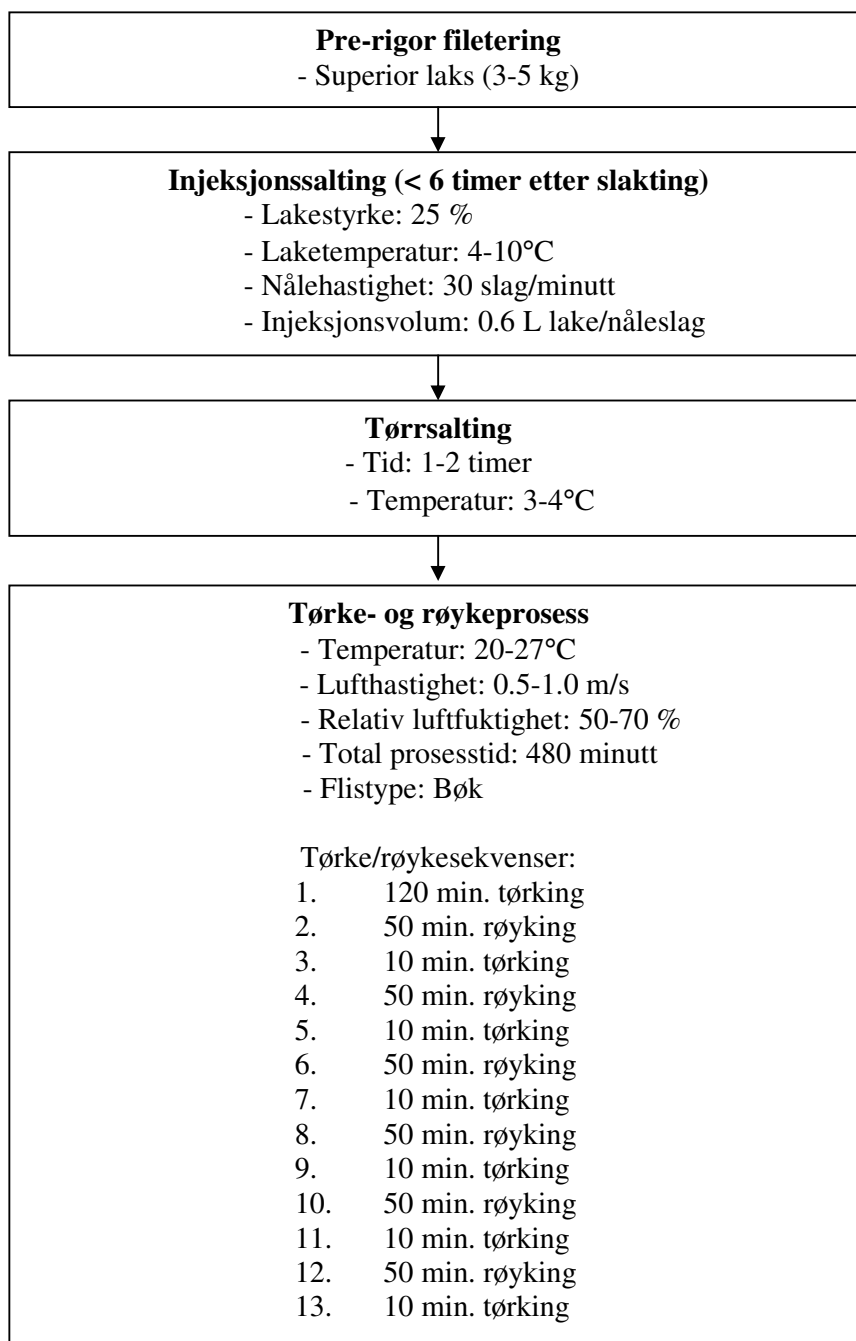 Pre-rigor filetering
- Superior laks (3-5 kg)
Injeksjonssalting (< 6 timer etter slakting)
- Lakestyrke: 25 %
- Laketemperatur: 4-10°C
- Nålehastighet: 30 slag/minutt
- Injeksjonsvolum: 0.6 L lake/nåleslag
Tørrsalting
- Tid: 1-2 timer
- Temperatur: 3-4°C
Tørke- og røykeprosess
- Temperatur: 20-27°C
- Lufthastighet: 0.5-1.0 m/s
- Relativ luftfuktighet: 50-70 %
- Total prosesstid: 480 minutt
- Flistype: Bøk
Tørke/røykesekvenser:
1. 120 min. tørking
2. 50 min. røyking
3. 10 min. tørking
4. 50 min. røyking
5. 10 min. tørking
6. 50 min. røyking
7. 10 min. tørking
8. 50 min. røyking
9. 10 min. tørking
10. 50 min. røyking
11. 10 min. tørking
12. 50 min. røyking
13. 10 min. tørking